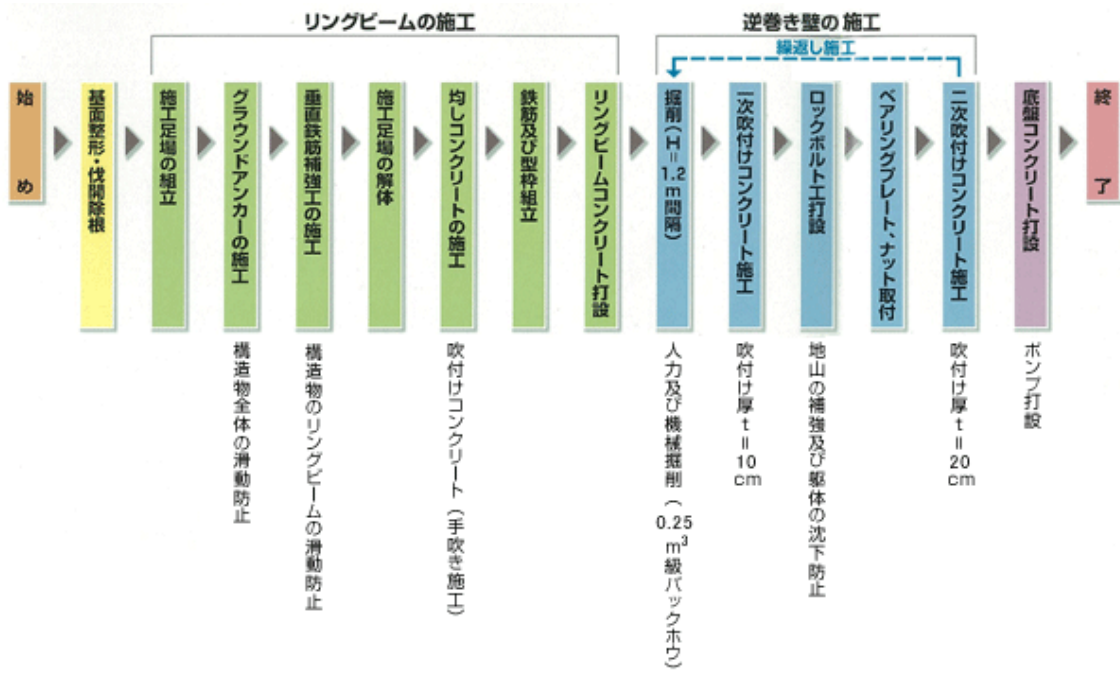 リングビームの施工
逆巻き壁の施工
繰返し施工
始め
基面整形・伐開除根
施工足場の組立
グラウンドアンカーの施工
垂直鉄筋補強工の施工
施工足場の解体
均しコンクリートの施工
鉄筋及び型枠組立
リングビームコンクリート打設
掘削（H＝1.2m間隔）
一次吹付けコンクリート施工
ロックボルト工打設
ベアリングプレート、ナット取付
二次吹付けコンクリート施工
底盤コンクリート打設
終了
構造物全体の滑動防止
構造物のリングビームの滑動防止
吹付けコンクリート（手吹き施工）
人力及び機械掘削（0.25m³級バックホウ）
吹付け厚t＝10cm
地山の補強及び躯体の沈下防止
吹付け厚t＝20cm
ポンプ打設